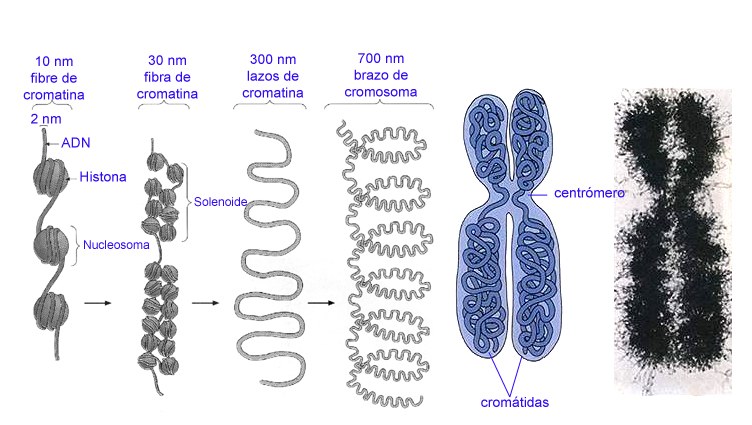 10 nm
fibre de
cromatina
30 nm
fibra de
cromatina
300 nm
lazos de
cromatina
700 nm
brazo de
cromosoma
2 nm
ADN
Histona
Nucleosoma
Solenoide
centrómero
cromátidas